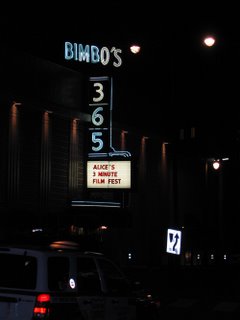 BIMBO'S
3
6
5
ALICE'S
3 MINUTE
FILM FEST